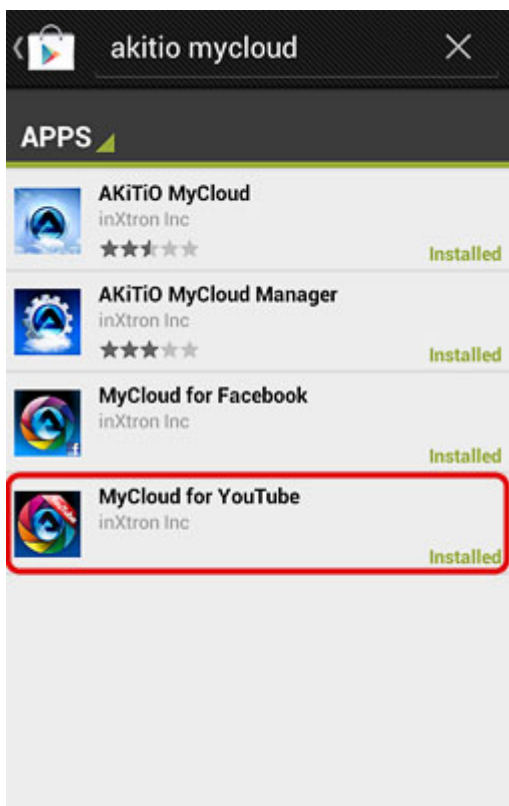 akitio mycloud
APPS
AKiTiO MyCloud
inXtron Inc
Installed
AKiTiO MyCloud Manager
inXtron Inc
Installed
MyCloud for Facebook
inXtron Inc
Installed
MyCloud for YouTube
inXtron Inc
Installed